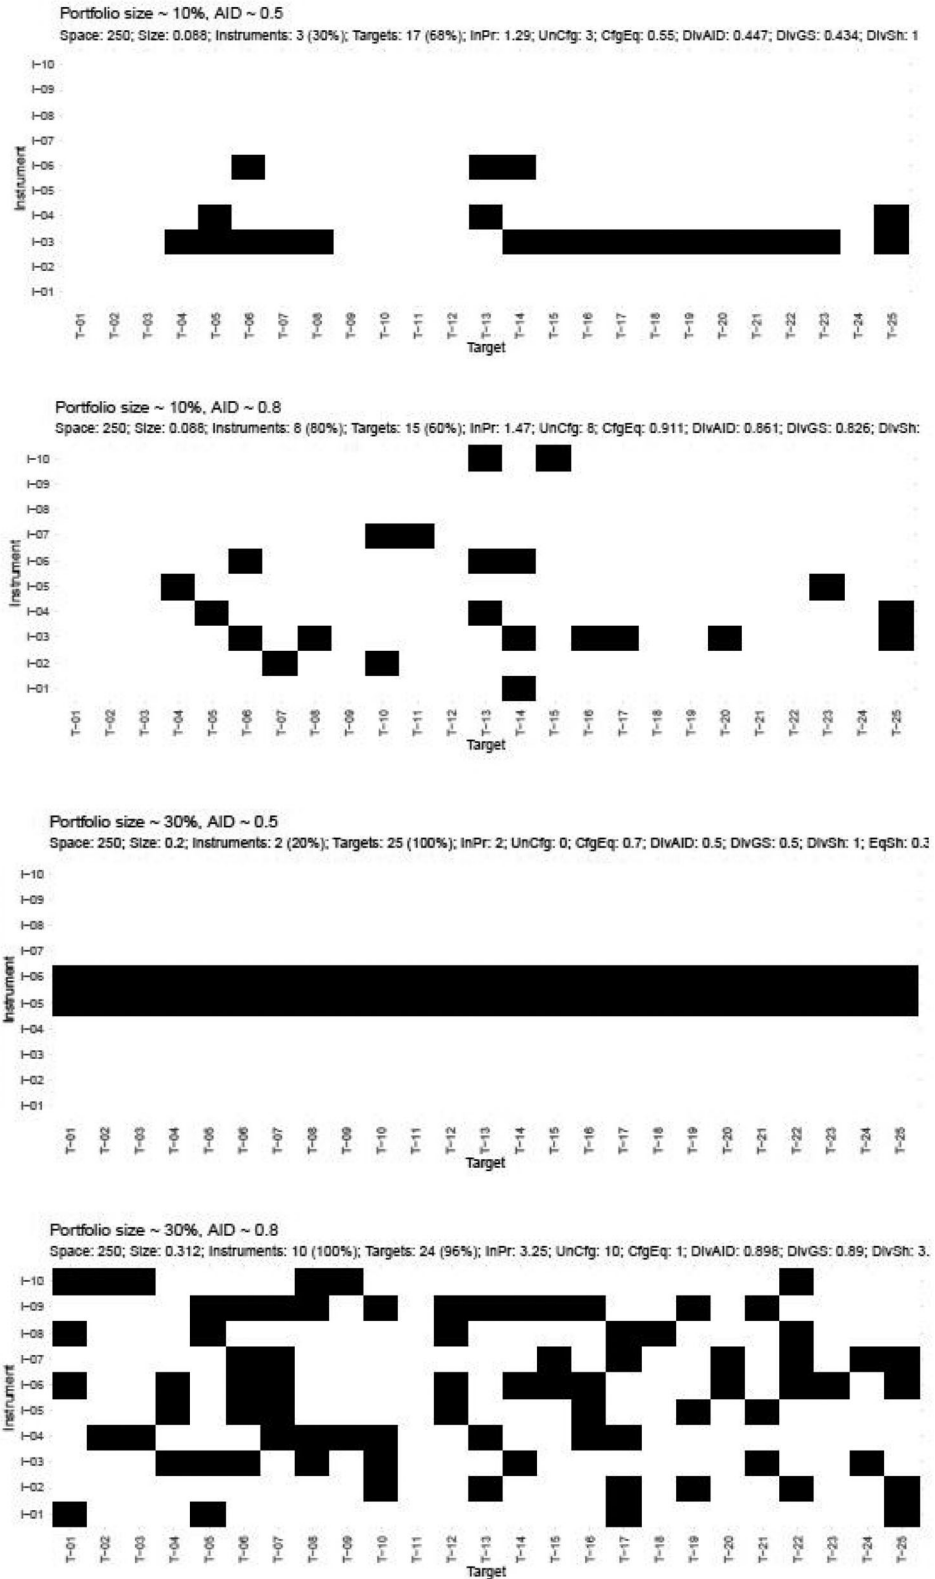 Portfolio size ~ 10%, AID ~ 0.5
Space: 250; Size: 0.088; Instruments: 3 (30%); Targets: 17 (68%); InPr: 1.29; UnCfg: 3; CfgEq: 0.55; DivAID: 0.447; DivGS: 0.434; DivSh: 1
I-10
I-09
I-08
I-07
I-06
I-05
I-04
I-03
I-02
I-01
Instrument
T-01 T-02 T-03 T-04 T-05 T-06 T-07 T-08 T-09 T-10 T-11 T-12 T-13 T-14 T-15 T-16 T-17 T-18 T-19 T-20 T-21 T-22 T-23 T-24 T-25
Target
Portfolio size ~ 10%, AID ~ 0.8
Space: 250; Size: 0.088; Instruments: 8 (80%); Targets: 15 (60%); InPr: 1.47; UnCfg: 8; CfgEq: 0.911; DivAID: 0.861; DivGS: 0.826; DivSh:
I-10
I-09
I-08
I-07
I-06
I-05
I-04
I-03
I-02
I-01
Instrument
T-01 T-02 T-03 T-04 T-05 T-06 T-07 T-08 T-09 T-10 T-11 T-12 T-13 T-14 T-15 T-16 T-17 T-18 T-19 T-20 T-21 T-22 T-23 T-24 T-25
Target
Portfolio size ~ 30%, AID ~ 0.5
Space: 250; Size: 0.2; Instruments: 2 (20%); Targets: 25 (100%); InPr: 2; UnCfg: 0; CfgEq: 0.7; DivAID: 0.5; DivGS: 0.5; DivSh: 1; EqSh: 0.3
I-10
I-09
I-08
I-07
I-06
I-05
I-04
I-03
I-02
I-01
Instrument
T-01 T-02 T-03 T-04 T-05 T-06 T-07 T-08 T-09 T-10 T-11 T-12 T-13 T-14 T-15 T-16 T-17 T-18 T-19 T-20 T-21 T-22 T-23 T-24 T-25
Target
Portfolio size ~ 30%, AID ~ 0.8
Space: 250; Size: 0.312; Instruments: 10 (100%); Targets: 24 (96%); InPr: 3.25; UnCfg: 10; CfgEq: 1; DivAID: 0.898; DivGS: 0.89; DivSh: 3.
I-10
I-09
I-08
I-07
I-06
I-05
I-04
I-03
I-02
I-01
Instrument
T-01 T-02 T-03 T-04 T-05 T-06 T-07 T-08 T-09 T-10 T-11 T-12 T-13 T-14 T-15 T-16 T-17 T-18 T-19 T-20 T-21 T-22 T-23 T-24 T-25
Target